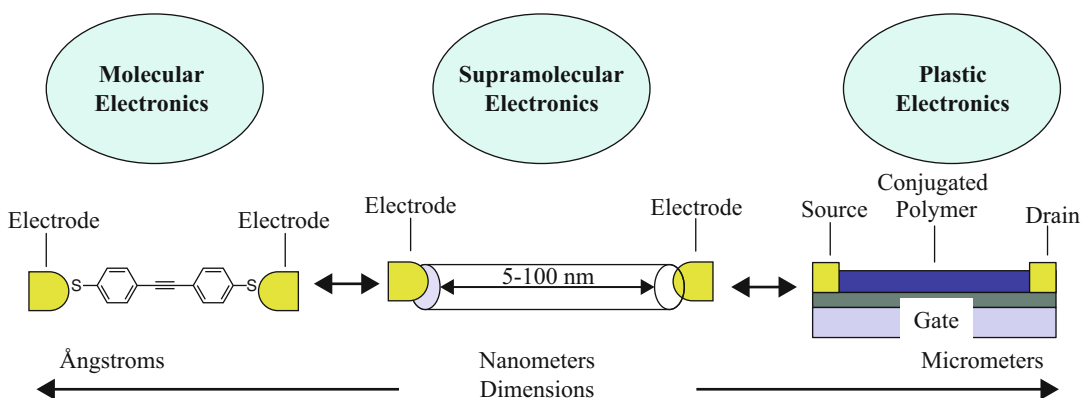 Molecular
Electronics
Supramolecular
Electronics
Plastic
Electronics
Electrode
Electrode
S
S
Electrode
Electrode
5-100 nm
Source
Conjugated
Polymer
Drain
Gate
Ångstroms
Nanometers
Dimensions
Micrometers